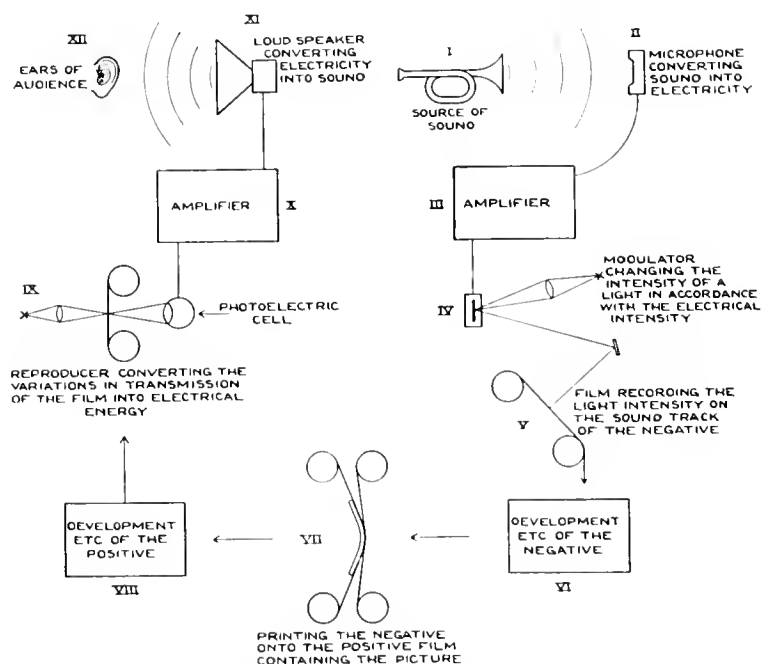 XII
EARS OF
AUDIENCE
XI
LOUD SPEAKER
CONVERTING
ELECTRICITY
INTO SOUND
I
SOURCE OF
SOUND
II
MICROPHONE
CONVERTING
SOUND INTO
ELECTRICITY
AMPLIFIER
X
III
AMPLIFIER
IX
PHOTOELECTRIC
CELL
REPRODUCER CONVERTING THE
VARIATIONS IN TRANSMISSION
OF THE FILM INTO ELECTRICAL
ENERGY
IV
MODULATOR
CHANGING THE
INTENSITY OF A
LIGHT IN ACCORDANCE
WITH THE ELECTRICAL
INTENSITY
V
FILM RECORDING THE
LIGHT INTENSITY ON
THE SOUND TRACK
OF THE NEGATIVE
DEVELOPMENT
ETC OF THE
POSITIVE
VIII
VII
PRINTING THE NEGATIVE
ONTO THE POSITIVE FILM
CONTAINING THE PICTURE
DEVELOPMENT
ETC OF THE
NEGATIVE
VI